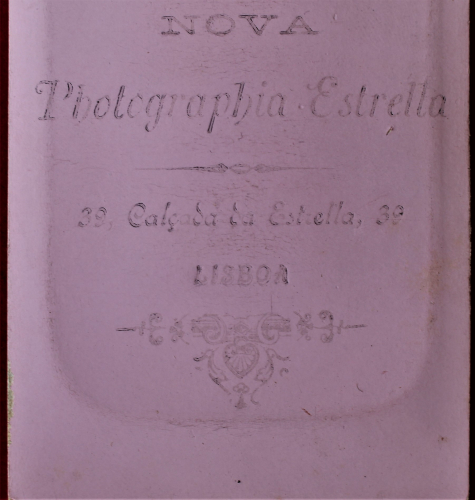 NOVA
Photographia Estrella
39, Calçada da Estrella, 39
LISBOA